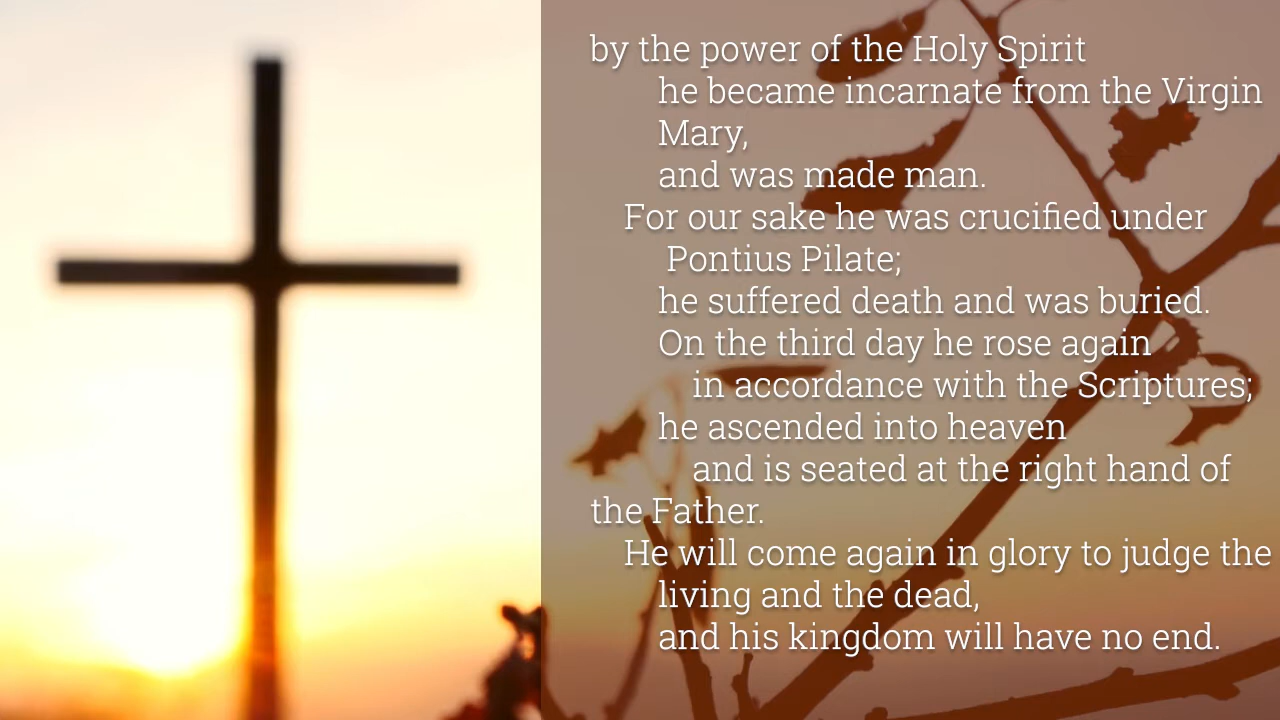 by the power of the Holy Spirit
he became incarnate from the Virgin
Mary,
and was made man.
For our sake he was crucified under
Pontius Pilate;
he suffered death and was buried.
On the third day he rose again
in accordance with the Scriptures;
he ascended into heaven
and is seated at the right hand of
the Father.
He will come again in glory to judge the
living and the dead,
and his kingdom will have no end.